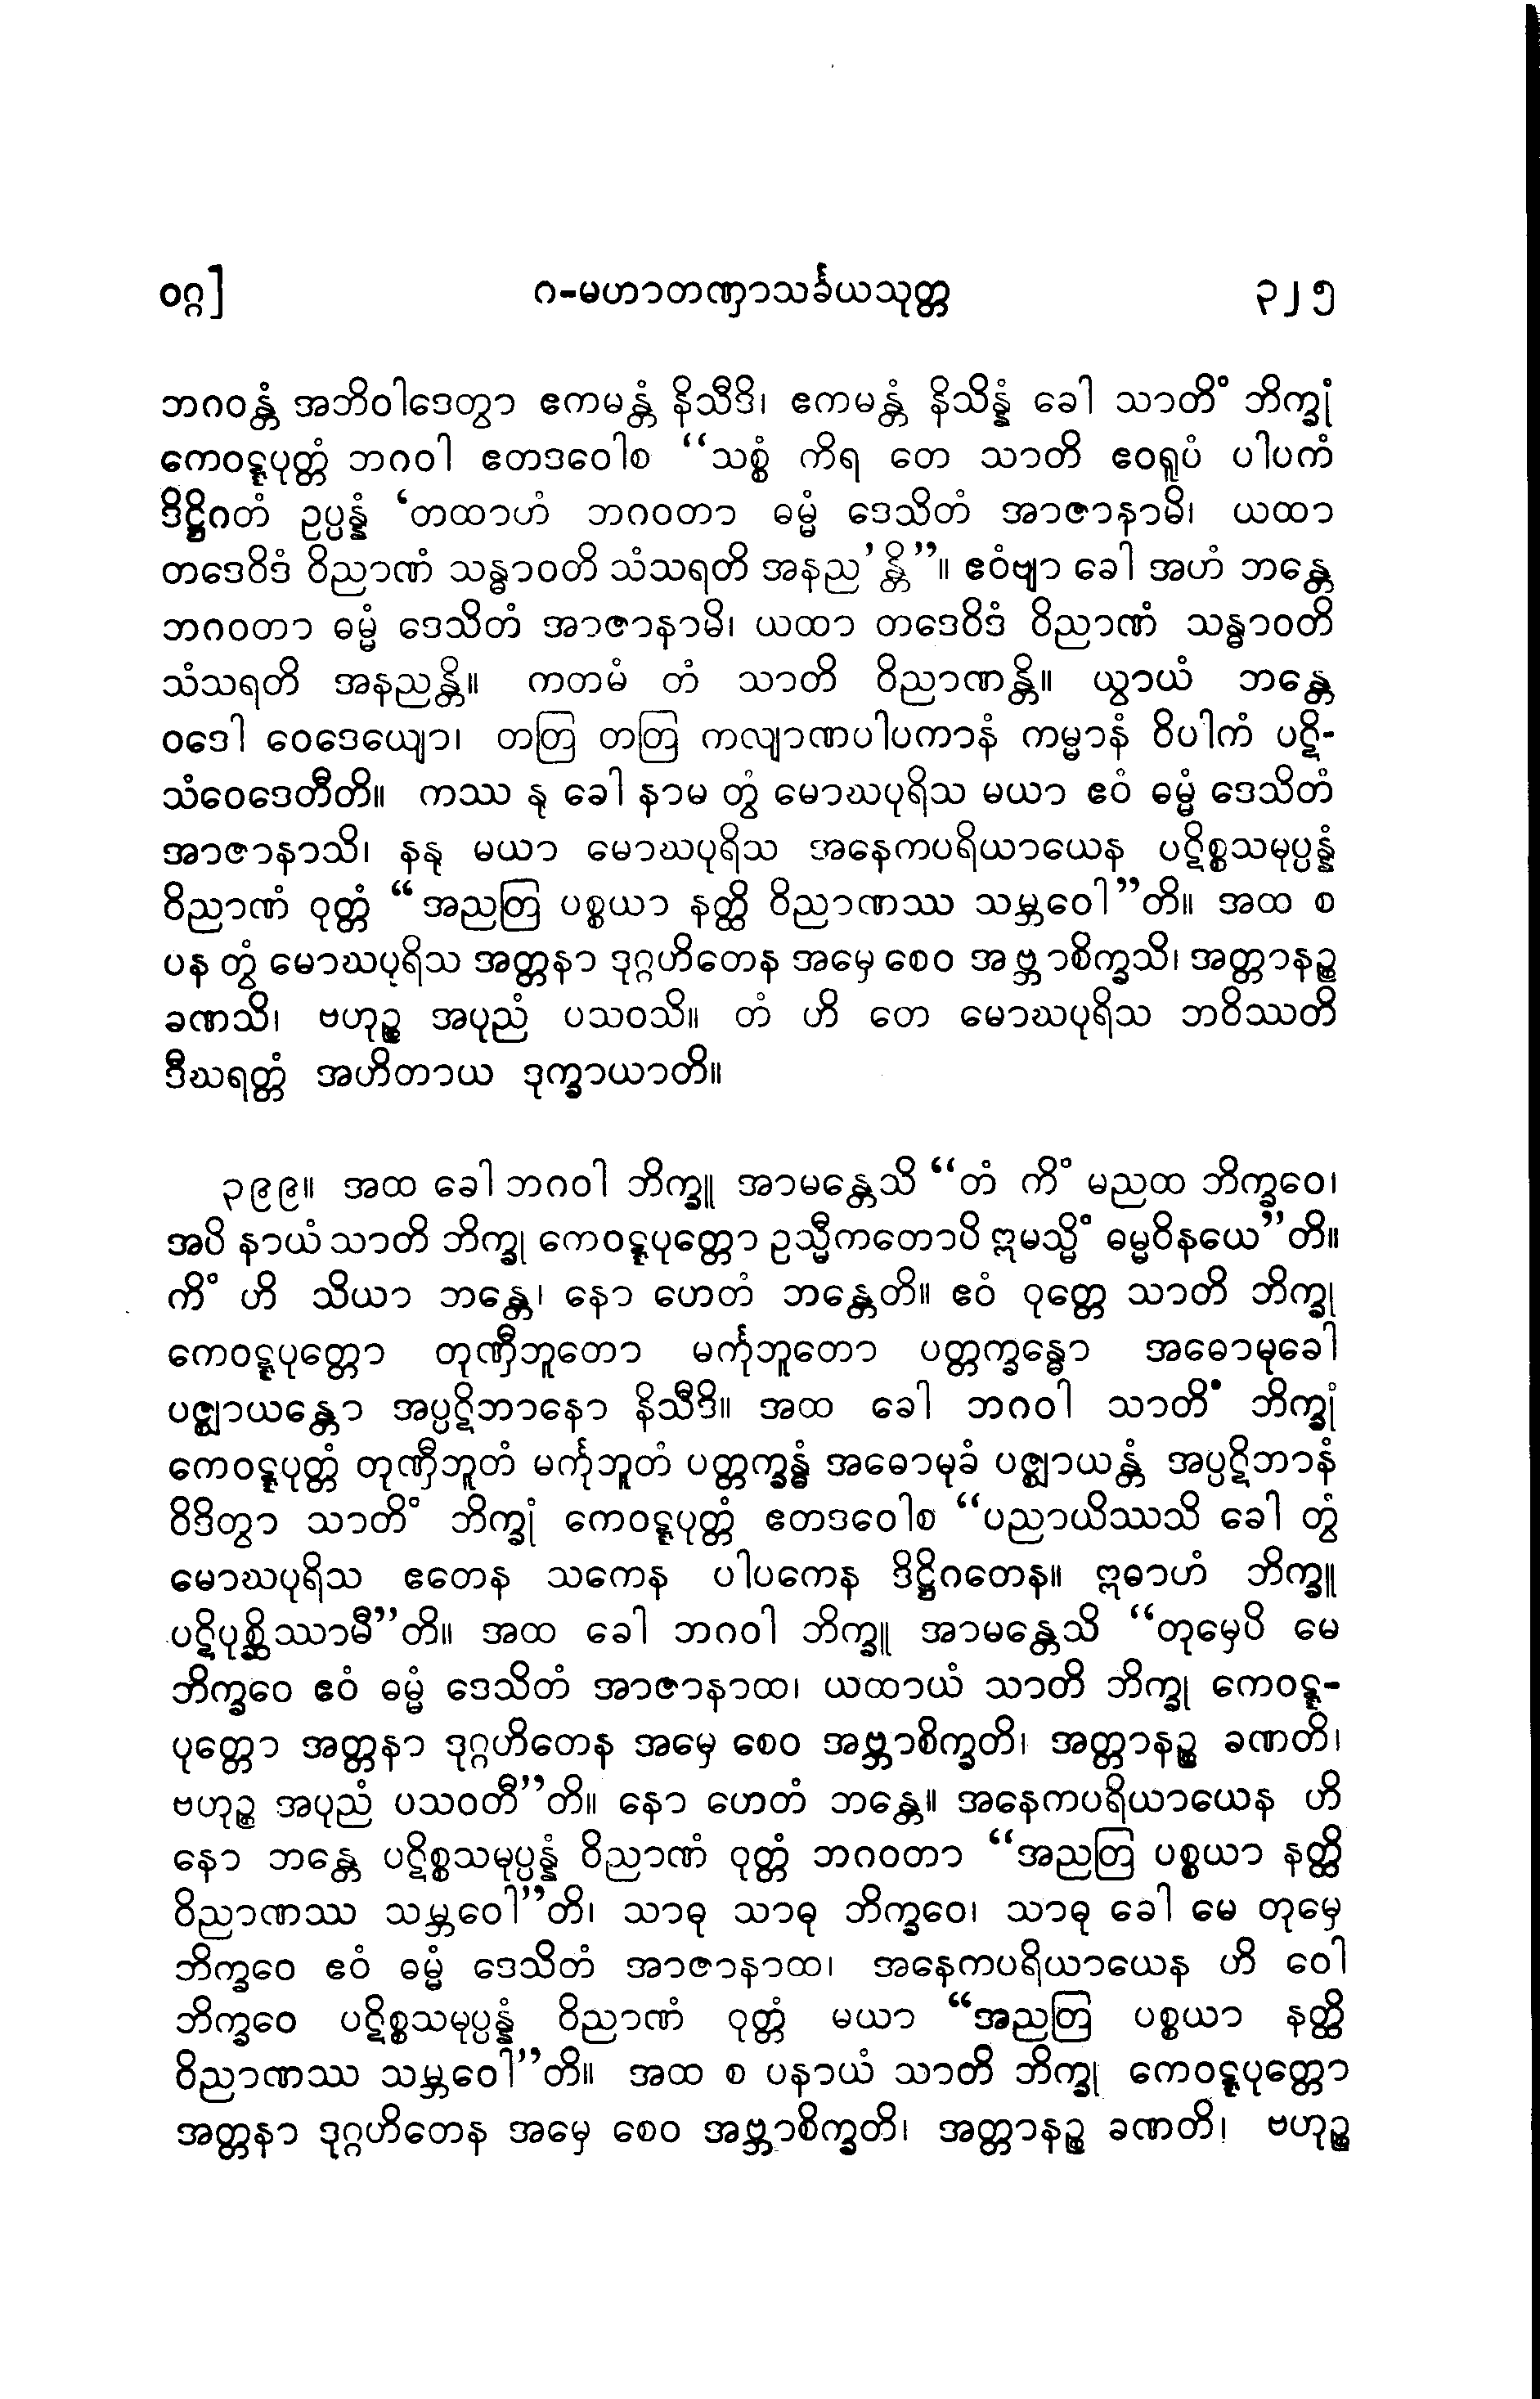 ဝဂ္ဂ]
ဂ-မဟာတဏှာသင်္ခယသုတ္တ
၃၂၅
ဘဂဝန္တံ အဘိဝါဒေတွာ ဧကမန္တံ နိသီဒိ၊ ဧကမန္တံ နိသိန္နံ ခေါ သာတိံ ဘိက္ခုံ
ကေဝဋ္ဋပုတ္တံ ဘဂဝါ ဧတဒဝေါစ “သစ္စံ ကိရ တေ သာတိ ဧဝရူပံ ပါပကံ
ဒိဋ္ဌိဂတံ ဥပ္ပန္နံ ‘တထာဟံ ဘဂဝတာ ဓမ္မံ ဒေသိတံ အာဇာနာမိ၊ ယထာ
တဒေဝိဒံ ဝိညာဏံ သန္ဓာဝတိ သံသရတိ အနည’န္တိ”။ ဧဝံဗျာ ခေါ အဟံ ဘန္တေ
ဘဂဝတာ ဓမ္မံ ဒေသိတံ အာဇာနာမိ၊ ယထာ တဒေဝိဒံ ဝိညာဏံ သန္ဓာဝတိ
သံသရတိ အနညန္တိ။ ကတမံ တံ သာတိ ဝိညာဏန္တိ။ ယွာယံ ဘန္တေ
ဝဒေါ ဝေဒေယျော၊ တတြ တတြ ကလျာဏပါပကာနံ ကမ္မာနံ ဝိပါကံ ပဋိ-
သံဝေဒေတီတိ။ ကဿ နု ခေါ နာမ တွံ မောဃပုရိသ မယာ ဧဝံ ဓမ္မံ ဒေသိတံ
အာဇာနာသိ၊ နနု မယာ မောဃပုရိသ အနေကပရိယာယေန ပဋိစ္စသမုပ္ပန္နံ
ဝိညာဏံ ဝုတ္တံ “အညတြ ပစ္စယာ နတ္ထိ ဝိညာဏဿ သမ္ဘဝေါ”တိ။ အထ စ
ပန တွံ မောဃပုရိသ အတ္တနာ ဒုဂ္ဂဟိတေန အမှေ စေဝ အဗ္ဘာစိက္ခသိ၊ အတ္တာနဉ္စ
ခဏသိ၊ ဗဟုဉ္စ အပုညံ ပသဝသိ။ တံ ဟိ တေ မောဃပုရိသ ဘဝိဿတိ
ဒီဃရတ္တံ အဟိတာယ ဒုက္ခာယာတိ။
၃၉၉။ အထ ခေါ ဘဂဝါ ဘိက္ခူ အာမန္တေသိ “တံ ကိံ မညထ ဘိက္ခဝေ၊
အပိ နာယံ သာတိ ဘိက္ခု ကေဝဋ္ဋပုတ္တော ဥသ္မီကတောပိ ဣမသ္မိံ ဓမ္မဝိနယေ”တိ။
ကိံ ဟိ သိယာ ဘန္တေ၊ နော ဟေတံ ဘန္တေတိ။ ဧဝံ ဝုတ္တေ သာတိ ဘိက္ခု
ကေဝဋ္ဋပုတ္တော တုဏှီဘူတော မင်္ကုဘူတော ပတ္တက္ခန္ဓော အဓောမုခေါ
ပဇ္ဈာယန္တော အပ္ပဋိဘာနော နိသီဒိ။ အထ ခေါ ဘဂဝါ သာတိံ ဘိက္ခုံ
ကေဝဋ္ဋပုတ္တံ တုဏှီဘူတံ မင်္ကုဘူတံ ပတ္တက္ခန္ဓံ အဓောမုခံ ပဇ္ဈာယန္တံ အပ္ပဋိဘာနံ
ဝိဒိတွာ သာတိံ ဘိက္ခုံ ကေဝဋ္ဋပုတ္တံ ဧတဒဝေါစ “ပညာယိဿသိ ခေါ တွံ
မောဃပုရိသ ဧတေန သကေန ပါပကေန ဒိဋ္ဌိဂတေန။ ဣဓာဟံ ဘိက္ခူ
ပဋိပုစ္ဆိဿာမီ”တိ။ အထ ခေါ ဘဂဝါ ဘိက္ခူ အာမန္တေသိ “တုမှေပိ မေ
ဘိက္ခဝေ ဧဝံ ဓမ္မံ ဒေသိတံ အာဇာနာထ၊ ယထာယံ သာတိ ဘိက္ခု ကေဝဋ္ဋ-
ပုတ္တော အတ္တနာ ဒုဂ္ဂဟိတေန အမှေ စေဝ အဗ္ဘာစိက္ခတိ၊ အတ္တာနဉ္စ ခဏတိ၊
ဗဟုဉ္စ အပုညံ ပသဝတီ”တိ။ နော ဟေတံ ဘန္တေ။ အနေကပရိယာယေန ဟိ
နော ဘန္တေ ပဋိစ္စသမုပ္ပန္နံ ဝိညာဏံ ဝုတ္တံ ဘဂဝတာ “အညတြ ပစ္စယာ နတ္ထိ
ဝိညာဏဿ သမ္ဘဝေါ”တိ၊ သာဓု သာဓု ဘိက္ခဝေ၊ သာဓု ခေါ မေ တုမှေ
ဘိက္ခဝေ ဧဝံ ဓမ္မံ ဒေသိတံ အာဇာနာထ၊ အနေကပရိယာယေန ဟိ ဝေါ
ဘိက္ခဝေ ပဋိစ္စသမုပ္ပန္နံ ဝိညာဏံ ဝုတ္တံ မယာ “အညတြ ပစ္စယာ နတ္ထိ
ဝိညာဏဿ သမ္ဘဝေါ”တိ။ အထ စ ပနာယံ သာတိ ဘိက္ခု ကေဝဋ္ဋပုတ္တော
အတ္တနာ ဒုဂ္ဂဟိတေန အမှေ စေဝ အဗ္ဘာစိက္ခတိ၊ အတ္တာနဉ္စ ခဏတိ၊ ဗဟုဉ္စ